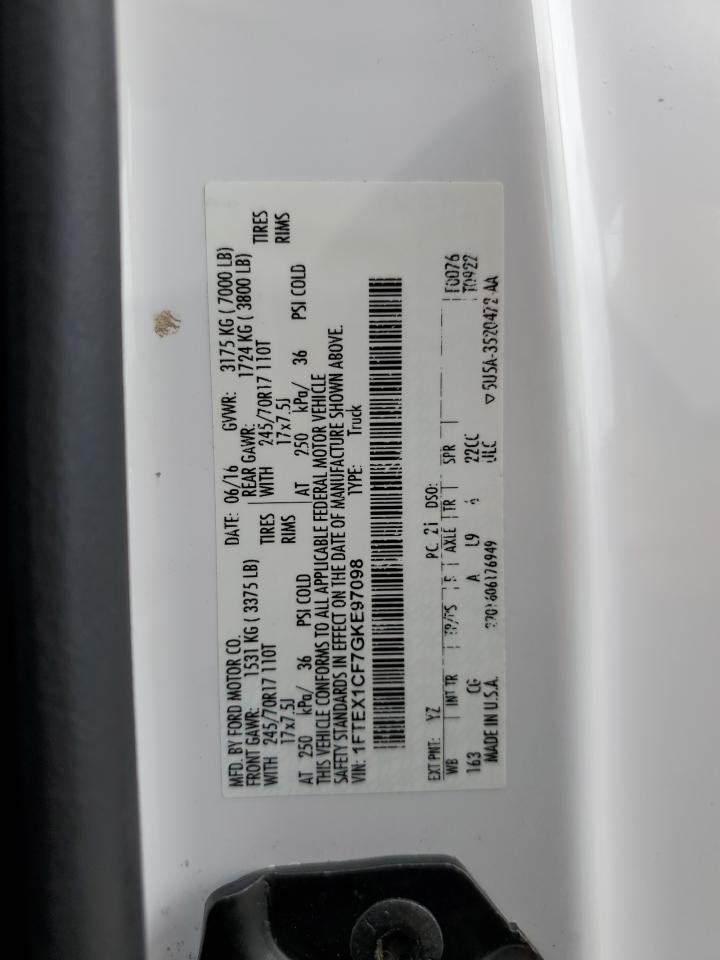 MFD. BY FORD MOTOR CO.
DATE: 06/16 GVWR: 3175 KG ( 7000 LB)
FRONT GAWR: 1531 KG ( 3375 LB) REAR GAWR: 1724 KG ( 3800 LB)
WITH 245/70R17 110T TIRES WITH 245/70R17 110T TIRES
17x7.5J RIMS 17x7.5J RIMS
AT 250 kPa/ 36 PSI COLD AT 250 kPa/ 36 PSI COLD
THIS VEHICLE CONFORMS TO ALL APPLICABLE FEDERAL MOTOR VEHICLE
SAFETY STANDARDS IN EFFECT ON THE DATE OF MANUFACTURE SHOWN ABOVE.
VIN: 1FTEX1CF7GKE97098 TYPE: Truck
EXT PNT: YZ PC: 21 DSO: F0076
WB INT TR TP/PS AXLE TR SPR T0922
163 CG A L9 6 22CC
MADE IN U.S.A. ULC ▽5U5A-3520472-AA